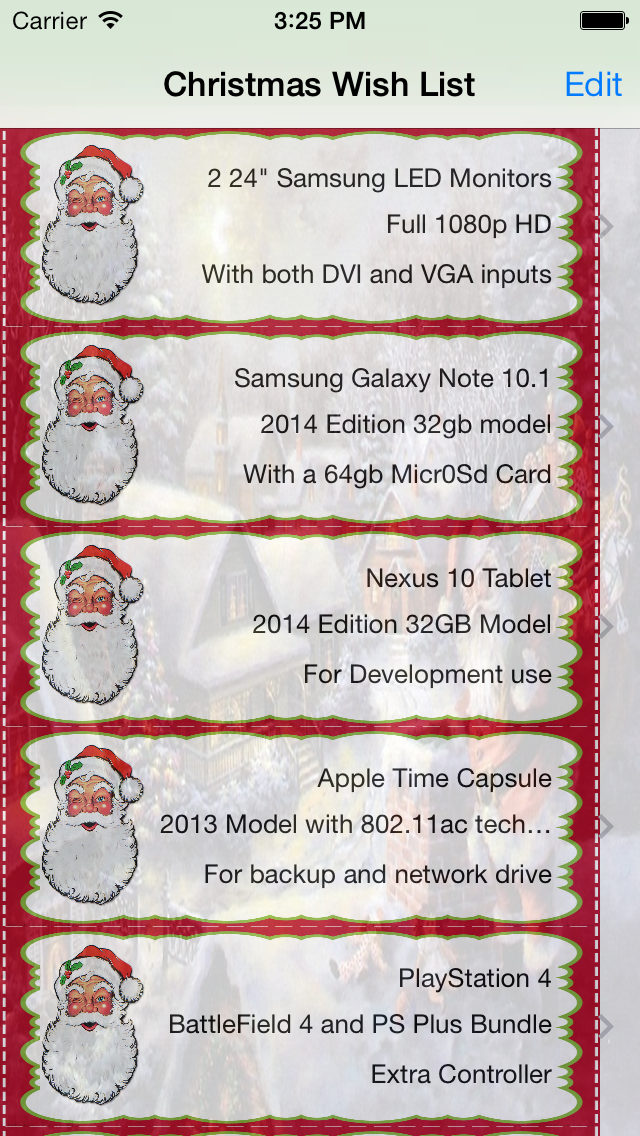 Carrier 3:25 PM
Christmas Wish List Edit
2 24" Samsung LED Monitors
Full 1080p HD
With both DVI and VGA inputs
Samsung Galaxy Note 10.1
2014 Edition 32gb model
With a 64gb Micr0Sd Card
Nexus 10 Tablet
2014 Edition 32GB Model
For Development use
Apple Time Capsule
2013 Model with 802.11ac tech...
For backup and network drive
PlayStation 4
BattleField 4 and PS Plus Bundle
Extra Controller